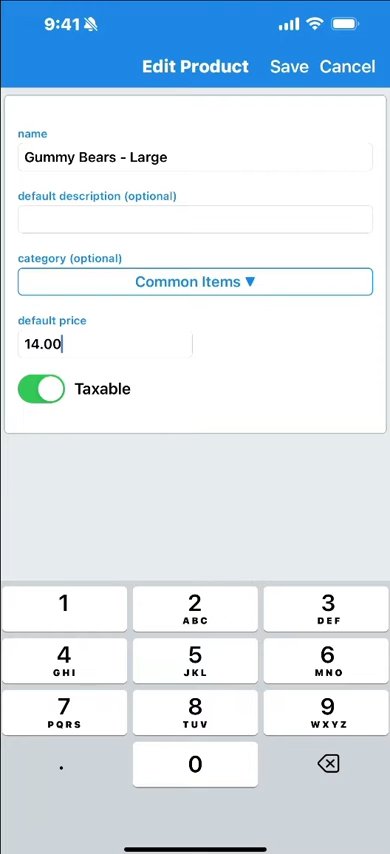 9:41
Edit Product Save Cancel
name
Gummy Bears - Large
default description (optional)
category (optional)
Common Items ▼
default price
14.00
Taxable
1 2 3
ABC DEF
4 5 6
GHI JKL MNO
7 8 9
PQRS TUV WXYZ
. 0